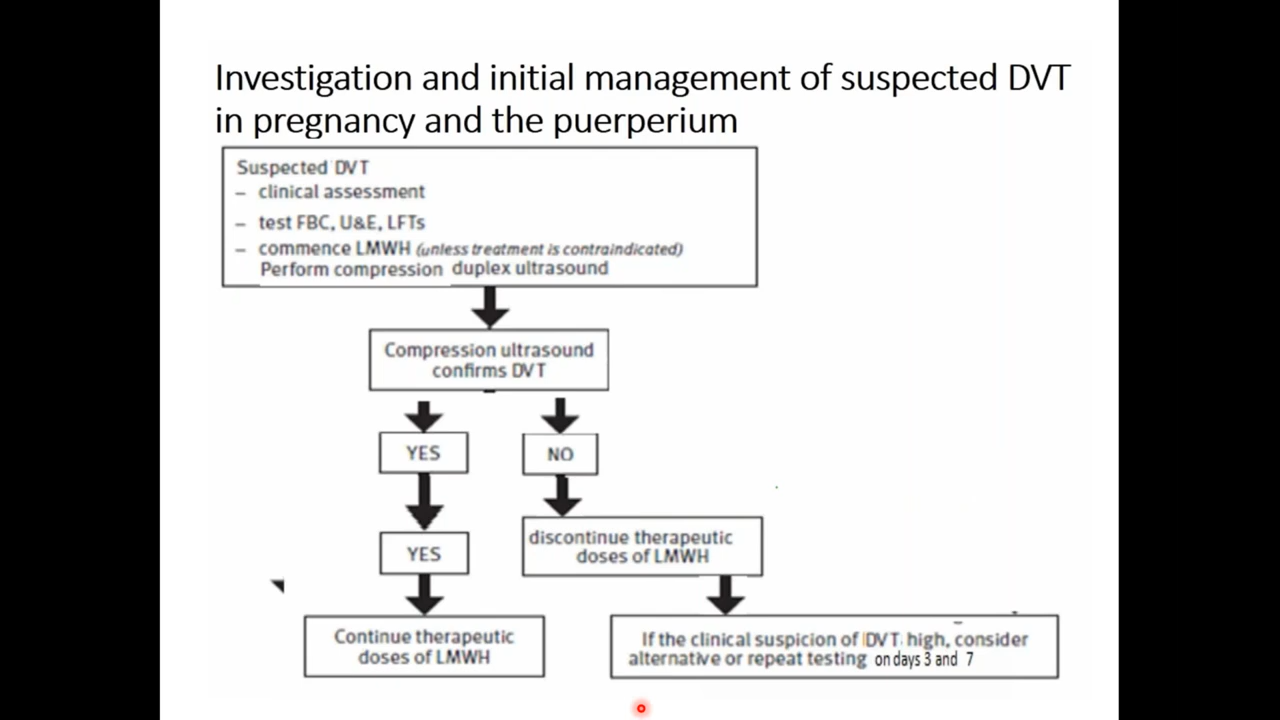 Investigation and initial management of suspected DVT
in pregnancy and the puerperium
Suspected DVT
– clinical assessment
– test FBC, U&E, LFTs
– commence LMWH (unless treatment is contraindicated)
Perform compression duplex ultrasound
Compression ultrasound
confirms DVT
YES
NO
YES
discontinue therapeutic
doses of LMWH
Continue therapeutic
doses of LMWH
If the clinical suspicion of DVT high, consider
alternative or repeat testing on days 3 and 7